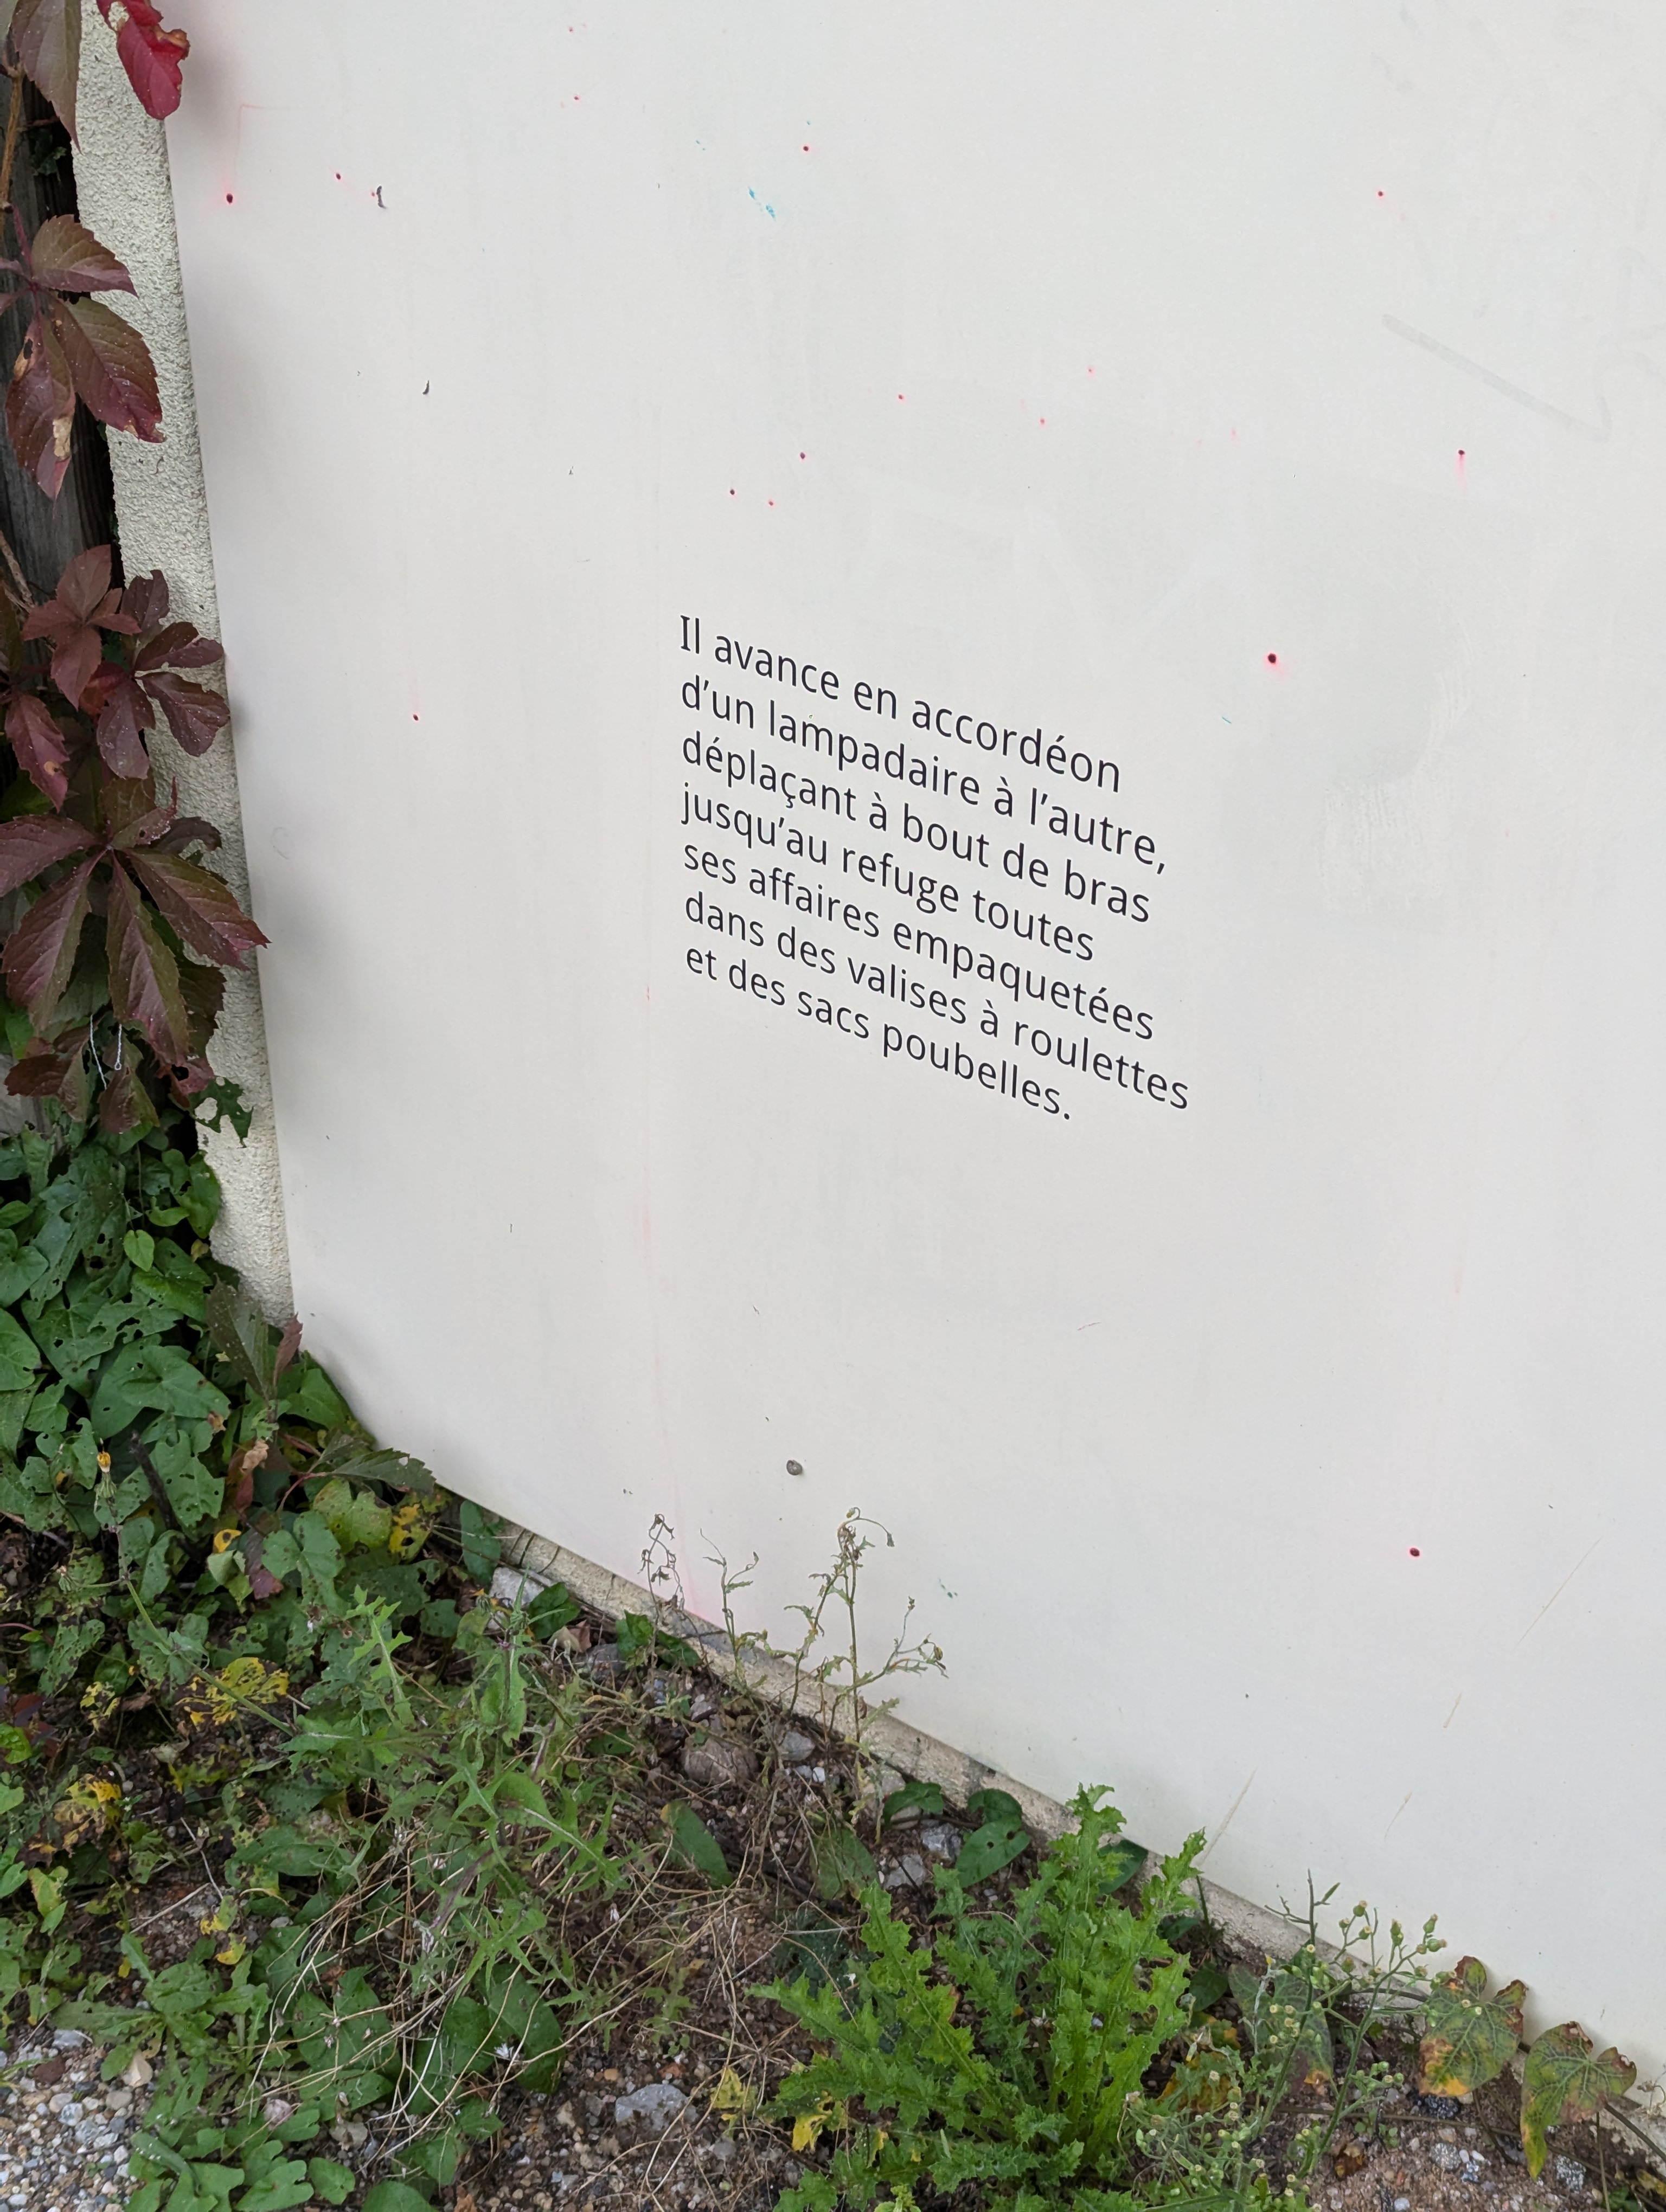 Il avance en accordéon
d’un lampadaire à l’autre,
déplaçant à bout de bras
jusqu’au refuge toutes
ses affaires empaquetées
dans des valises à roulettes
et des sacs poubelles.